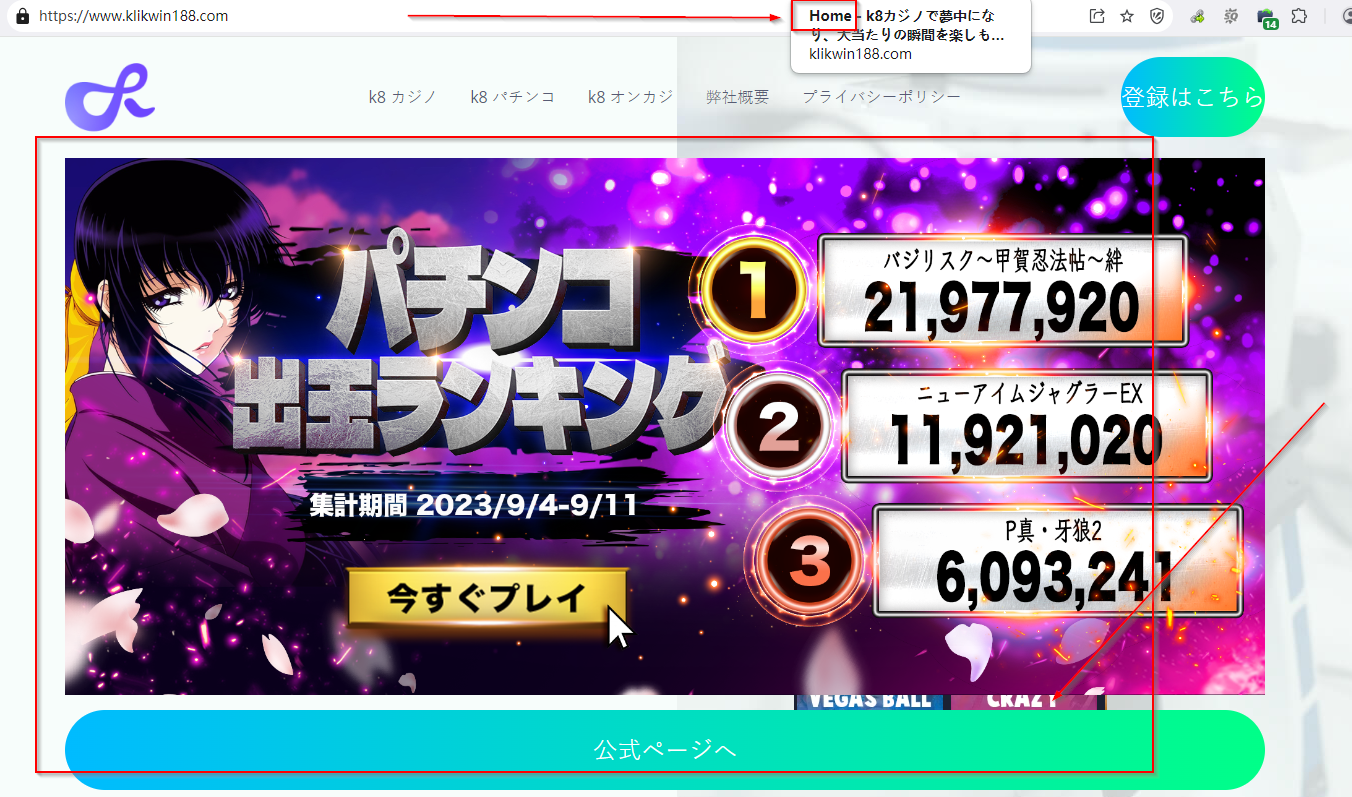 https://www.klikwin188.com
Home - k8カジノで夢中にな
り、大当たりの瞬間を楽しも...
klikwin188.com
14
k8 カジノ
k8 パチンコ
k8 オンカジ
弊社概要
プライバシーポリシー
登録はこちら
パチンコ
出玉ランキング
集計期間 2023/9/4-9/11
今すぐプレイ
1
バジリスク～甲賀忍法帖～絆
21,977,920
2
ニューアイムジャグラーEX
11,921,020
3
P真・牙狼2
6,093,241
VEGAS BALL
CRAZY
公式ページへ